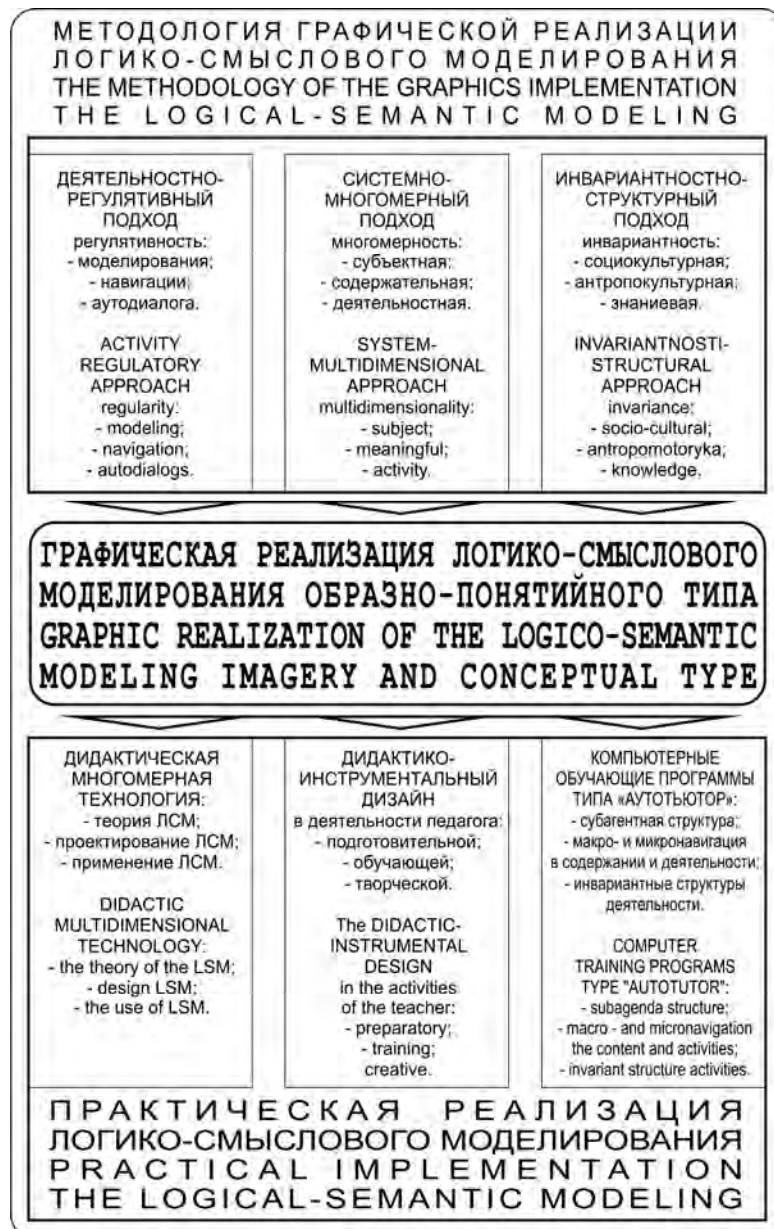 МЕТОДОЛОГИЯ ГРАФИЧЕСКОЙ РЕАЛИЗАЦИИ
ЛОГИКО-СМЫСЛОВОГО МОДЕЛИРОВАНИЯ
THE METHODOLOGY OF THE GRAPHICS IMPLEMENTATION
THE LOGICAL-SEMANTIC MODELING
ДЕЯТЕЛЬНОСТНО-
РЕГУЛЯТИВНЫЙ
ПОДХОД
регулятивность:
- моделирования;
- навигации;
- аутодиалога.
ACTIVITY
REGULATORY
APPROACH
regularity:
- modeling;
- navigation;
- autodialogs.
СИСТЕМНО-
МНОГОМЕРНЫЙ
ПОДХОД
многомерность:
- субъектная;
- содержательная;
- деятельностная.
SYSTEM-
MULTIDIMENSIONAL
APPROACH
multidimensionality:
- subject;
- meaningful;
- activity.
ИНВАРИАНТНОСТНО-
СТРУКТУРНЫЙ
ПОДХОД
инвариантность:
- социокультурная;
- антропокультурная;
- знаниевая.
INVARIANTNOSTI-
STRUCTURAL
APPROACH
invariance:
- socio-cultural;
- antropomotoryka;
- knowledge.
ГРАФИЧЕСКАЯ РЕАЛИЗАЦИЯ ЛОГИКО-СМЫСЛОВОГО
МОДЕЛИРОВАНИЯ ОБРАЗНО-ПОНЯТИЙНОГО ТИПА
GRAPHIC REALIZATION OF THE LOGICO-SEMANTIC
MODELING IMAGERY AND CONCEPTUAL TYPE
ДИДАКТИЧЕСКАЯ
МНОГОМЕРНАЯ
ТЕХНОЛОГИЯ:
- теория ЛСМ;
- проектирование ЛСМ;
- применение ЛСМ.
DIDACTIC
MULTIDIMENSIONAL
TECHNOLOGY:
- the theory of the LSM;
- design LSM;
- the use of LSM.
ДИДАКТИКО-
ИНСТРУМЕНТАЛЬНЫЙ
ДИЗАЙН
в деятельности педагога:
- подготовительной;
- обучающей;
- творческой.
The DIDACTIC-
INSTRUMENTAL
DESIGN
in the activities
of the teacher:
- preparatory;
- training;
creative.
КОМПЬЮТЕРНЫЕ
ОБУЧАЮЩИЕ ПРОГРАММЫ
ТИПА «АУТОТЬЮТОР»:
- субагентная структура;
- макро- и микронавигация
в содержании и деятельности;
- инвариантные структуры
деятельности.
COMPUTER
TRAINING PROGRAMS
TYPE "AUTOTUTOR":
- subagenda structure;
- macro - and micronavigation
the content and activities;
- invariant structure activities.
ПРАКТИЧЕСКАЯ РЕАЛИЗАЦИЯ
ЛОГИКО-СМЫСЛОВОГО МОДЕЛИРОВАНИЯ
PRACTICAL IMPLEMENTATION
THE LOGICAL-SEMANTIC MODELING